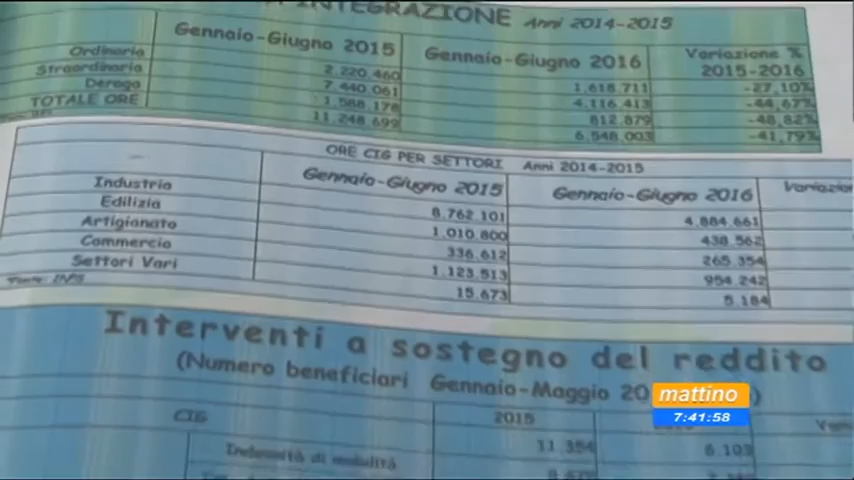 INTEGRAZIONE Anni 2014-2015
Gennaio-Giugno 2015 Gennaio-Giugno 2016 Variazione % 2015-2016
Ordinaria 2.220.460 1.618.711 -27,10%
Straordinaria 7.440.061 4.116.413 -44,67%
Deroga 1.588.178 812.879 -48,82%
TOTALE ORE 11.248.699 6.548.003 -41,79%
ORE CIG PER SETTORI Anni 2014-2015
Gennaio-Giugno 2015 Gennaio-Giugno 2016
Industria 8.762.101 4.884.661
Edilizia 1.010.800 438.562
Artigianato 336.612 265.354
Commercio 1.123.513 954.242
Settori Vari 15.673 5.184
Fonte: INPS
Interventi a sostegno del reddito
(Numero beneficiari Gennaio-Maggio 20 )
mattino
7:41:58
CIG 2015
Indennità di mobilità 11.354 6.103